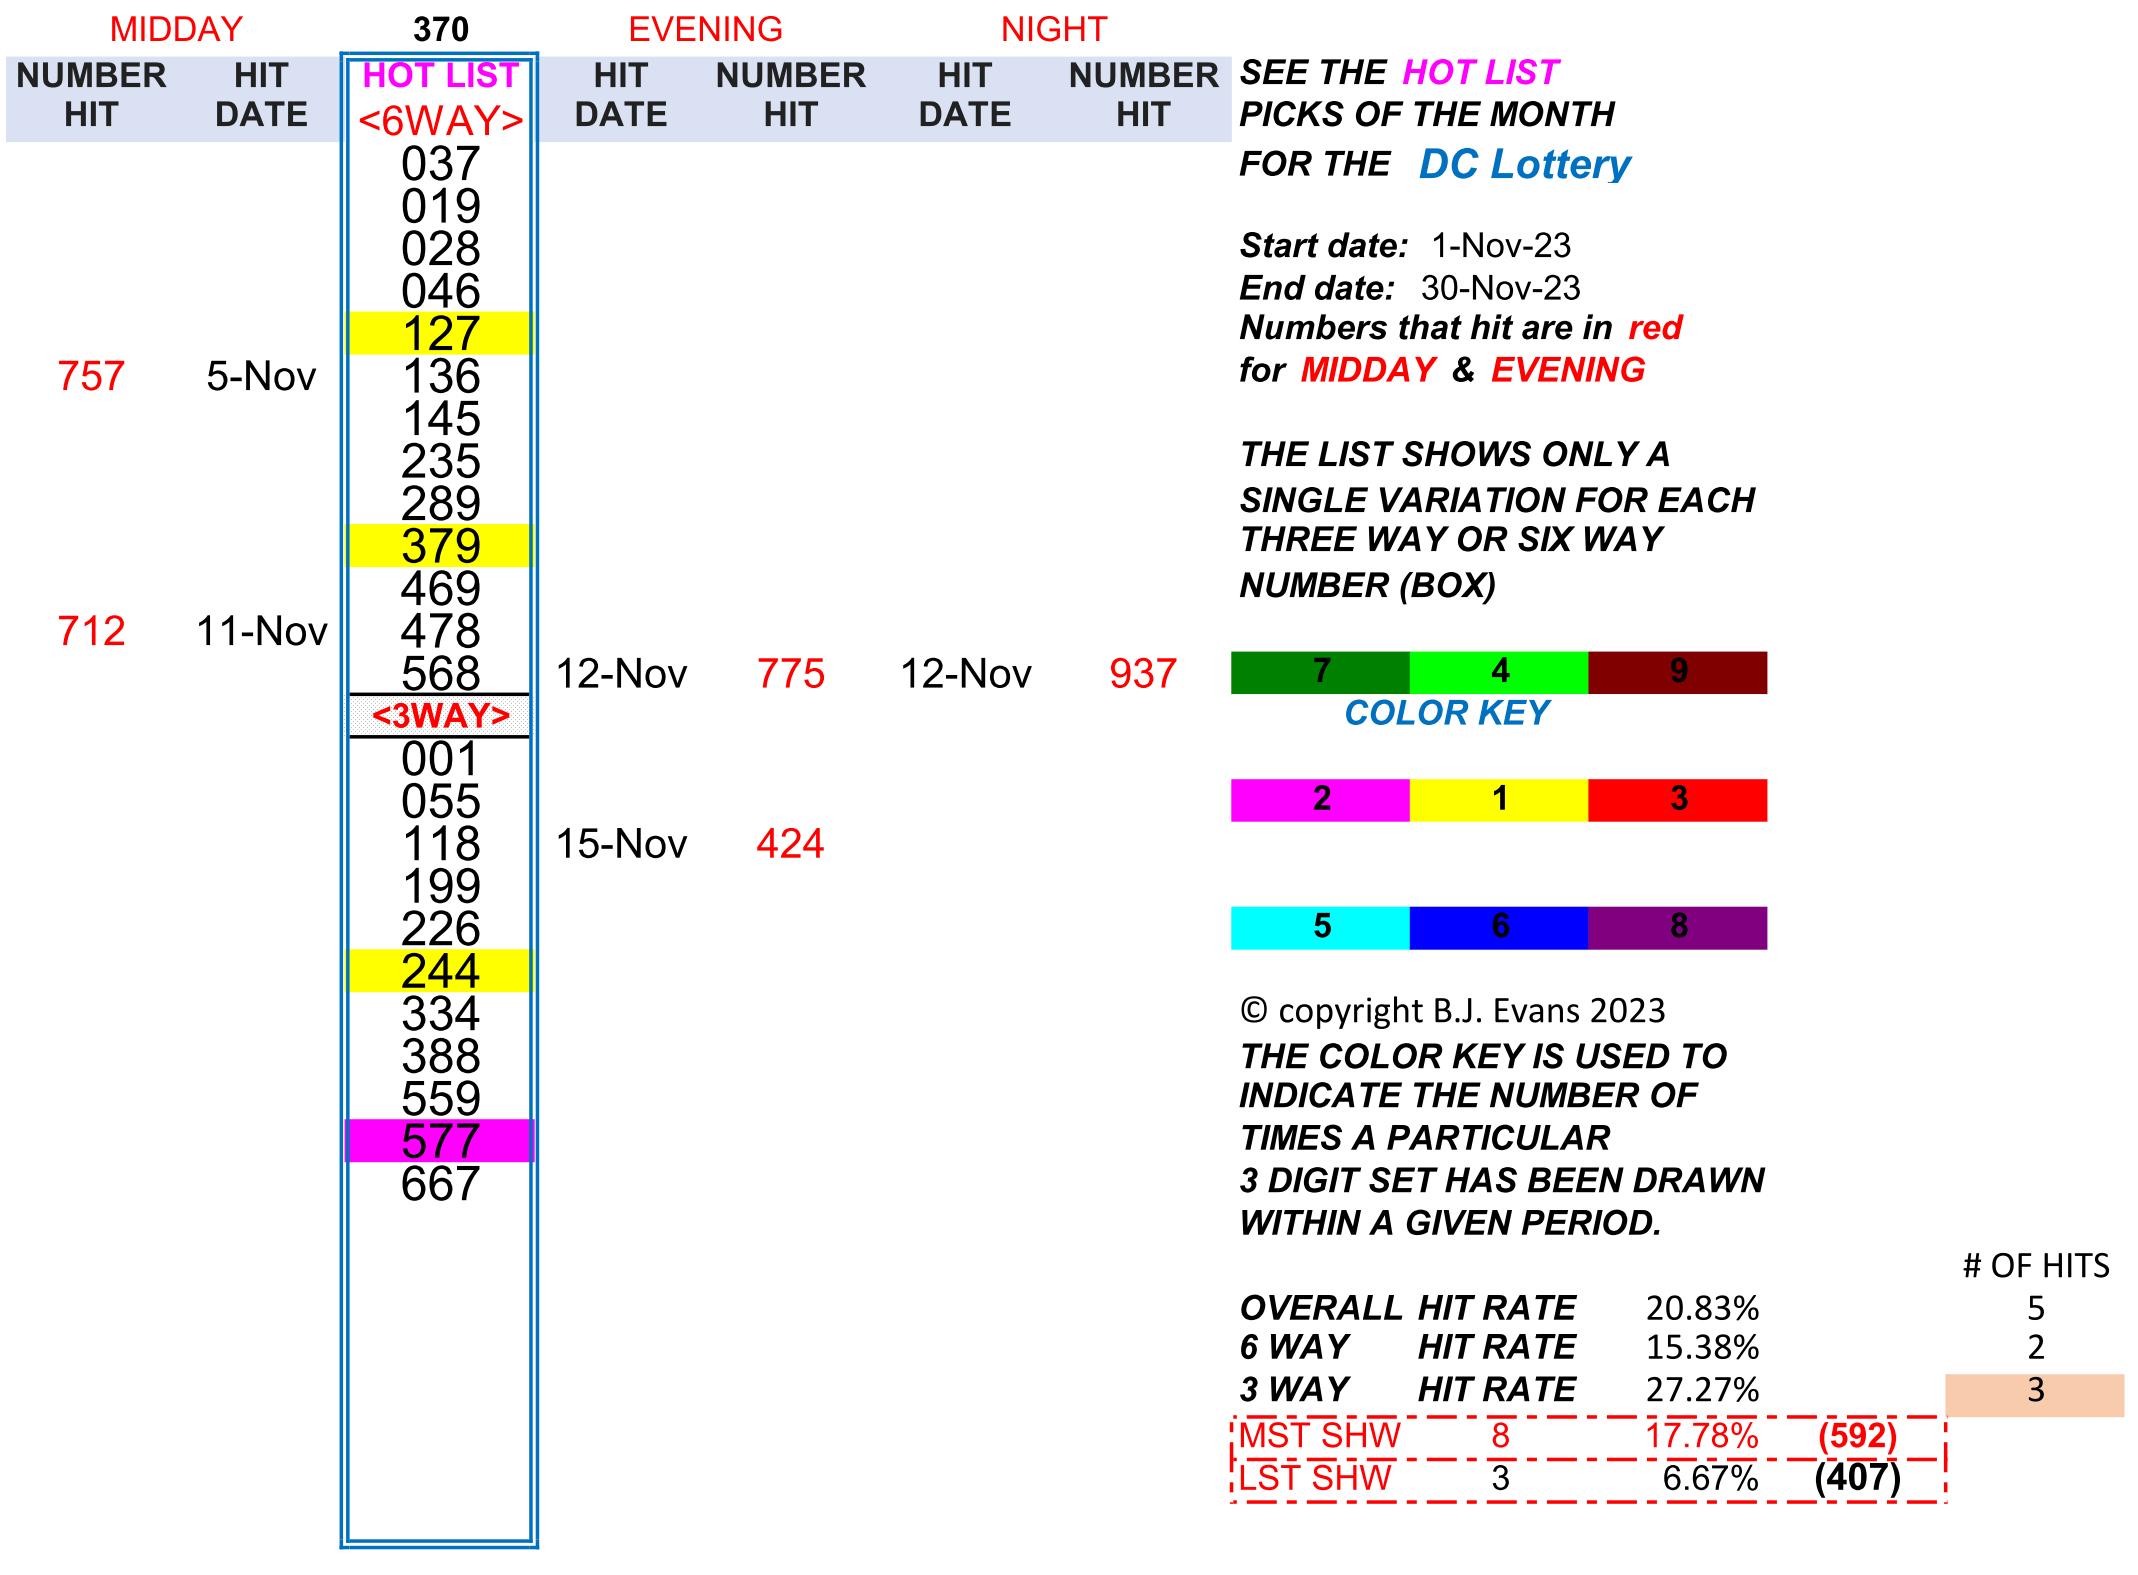 MIDDAY 370 EVENING NIGHT
NUMBER HIT HOT LIST HIT NUMBER HIT NUMBER
HIT DATE <6WAY> DATE HIT DATE HIT
037
019
028
046
127
757 5-Nov 136
145
235
289
379
469
712 11-Nov 478
568 12-Nov 775 12-Nov 937
<3WAY>
001
055
118 15-Nov 424
199
226
244
334
388
559
577
667
SEE THE HOT LIST
PICKS OF THE MONTH
FOR THE DC Lottery
Start date: 1-Nov-23
End date: 30-Nov-23
Numbers that hit are in red
for MIDDAY & EVENING
THE LIST SHOWS ONLY A
SINGLE VARIATION FOR EACH
THREE WAY OR SIX WAY
NUMBER (BOX)
7 4 9
COLOR KEY
2 1 3
5 6 8
© copyright B.J. Evans 2023
THE COLOR KEY IS USED TO
INDICATE THE NUMBER OF
TIMES A PARTICULAR
3 DIGIT SET HAS BEEN DRAWN
WITHIN A GIVEN PERIOD.
# OF HITS
OVERALL HIT RATE 20.83% 5
6 WAY HIT RATE 15.38% 2
3 WAY HIT RATE 27.27% 3
MST SHW 8 17.78% (592)
LST SHW 3 6.67% (407)